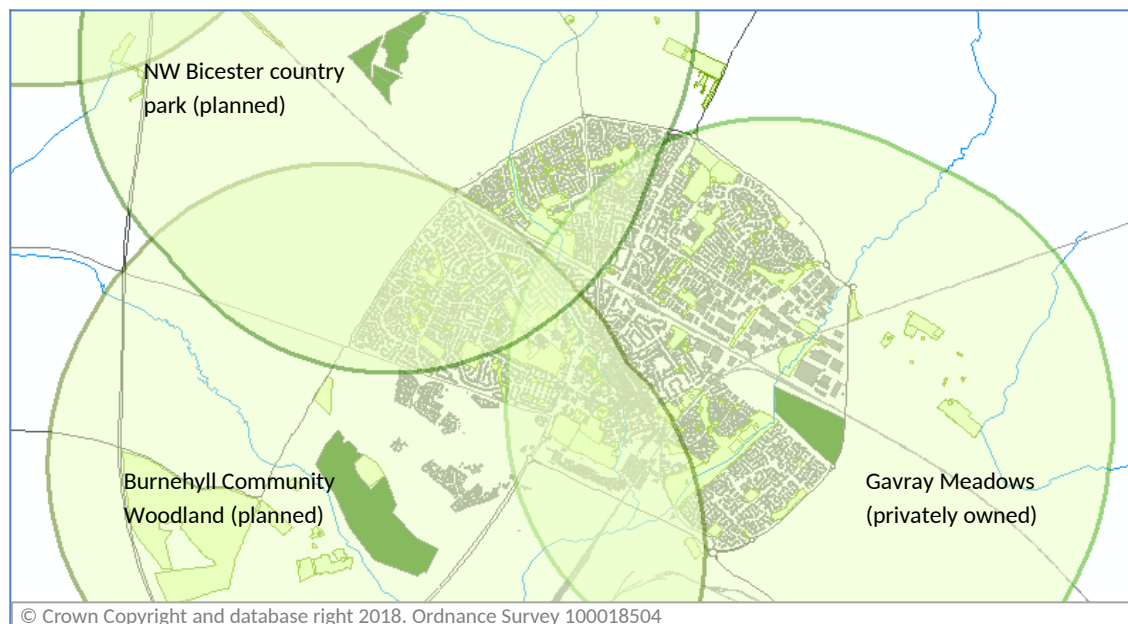 NW Bicester country
park (planned)
Burnehyll Community
Woodland (planned)
Gavray Meadows
(privately owned)
© Crown Copyright and database right 2018. Ordnance Survey 100018504